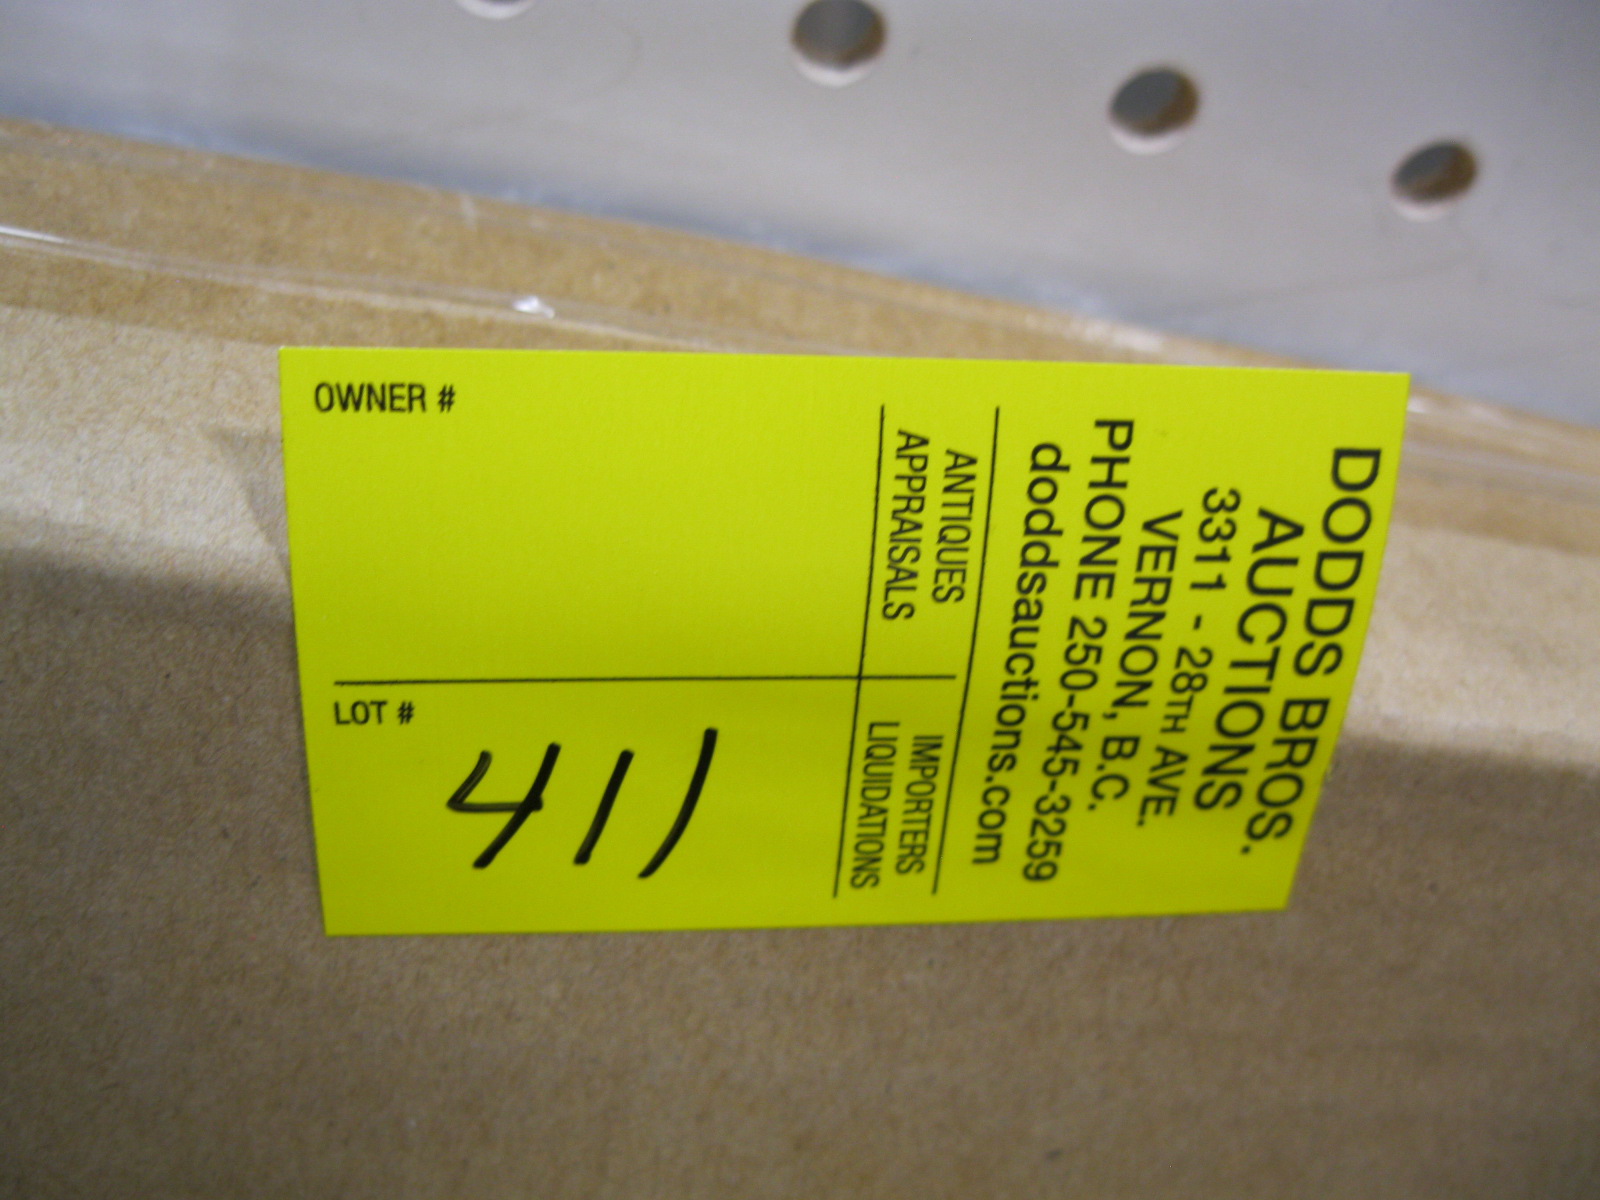 DODDS BROS.
AUCTIONS
3311 - 28TH AVE.
VERNON, B.C.
PHONE 250-545-3259
doddsauctions.com
ANTIQUES
APPRAISALS
IMPORTERS
LIQUIDATIONS
OWNER #
LOT #
411